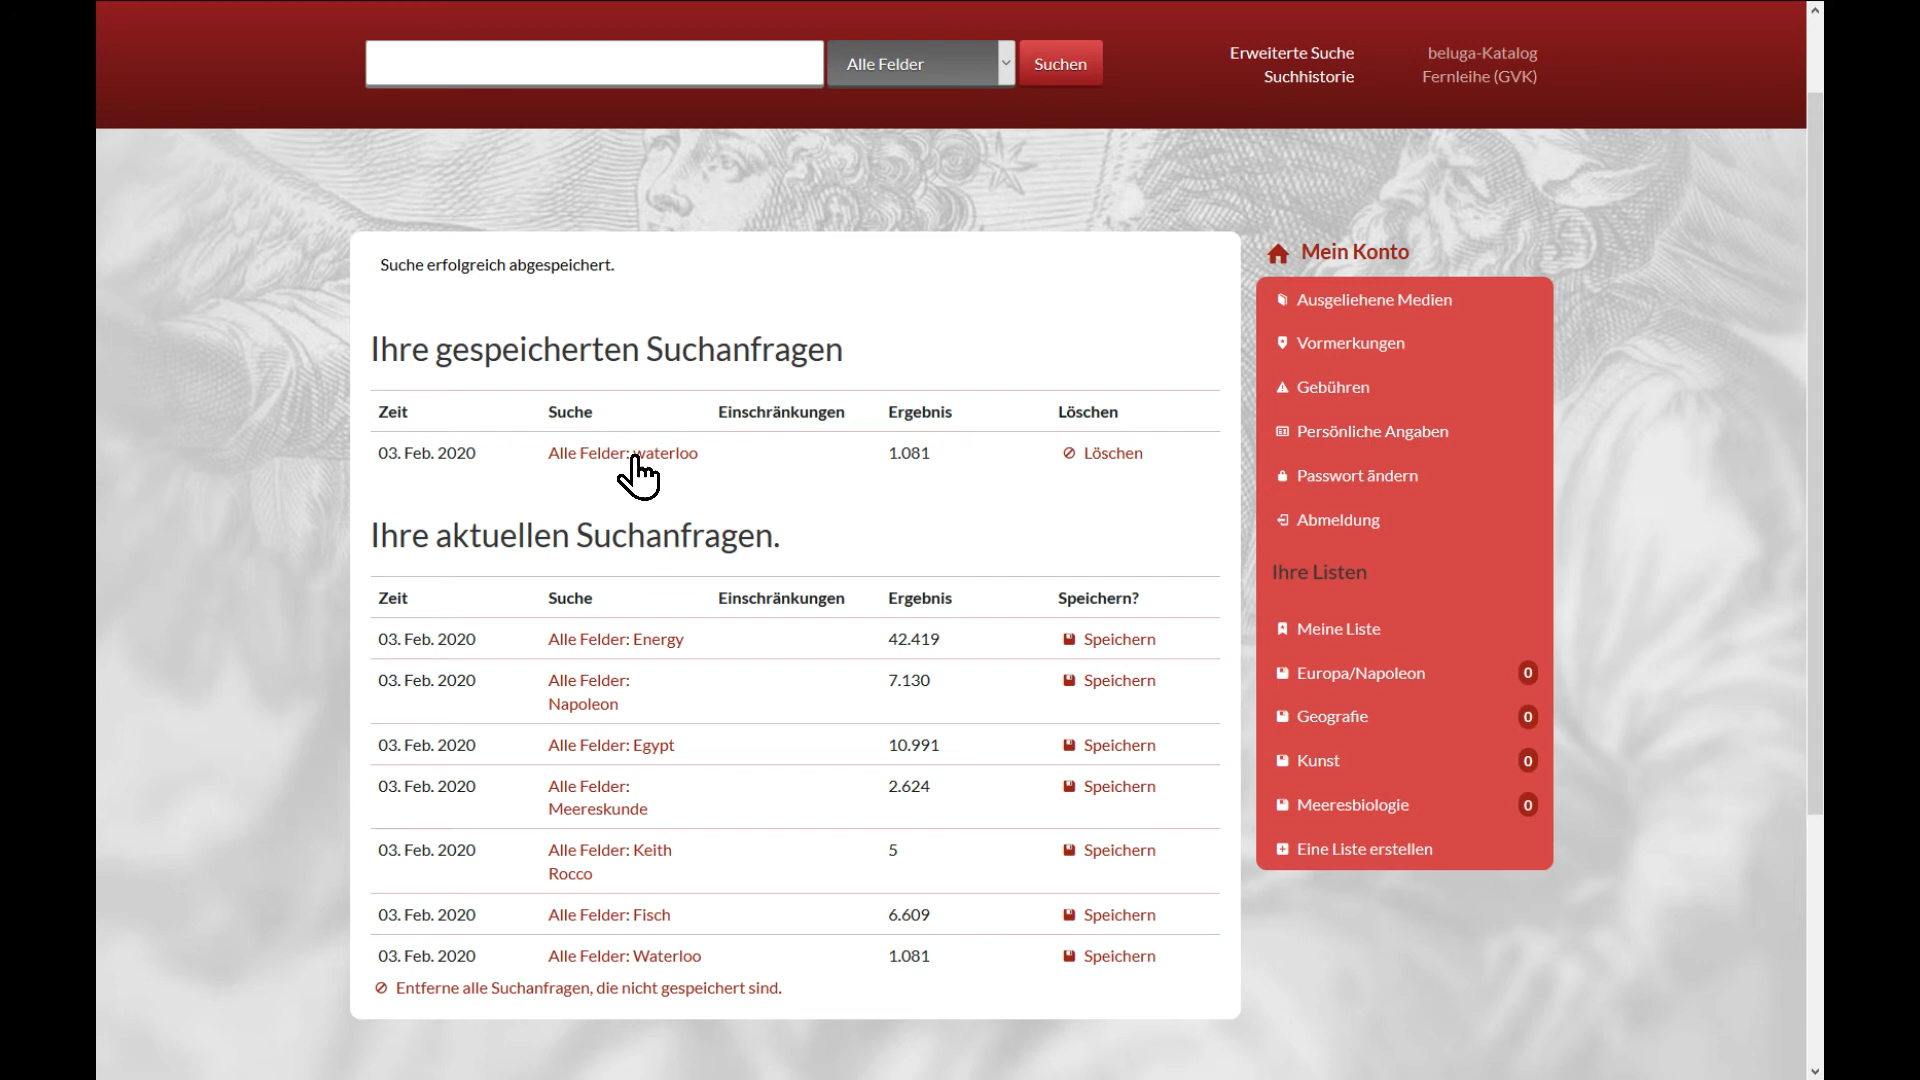 Alle Felder
Suchen
Erweiterte Suche
Suchhistorie
beluga-Katalog
Fernleihe (GVK)
Suche erfolgreich abgespeichert.
Ihre gespeicherten Suchanfragen
Zeit Suche Einschränkungen Ergebnis Löschen
03. Feb. 2020 Alle Felder: waterloo 1.081 Löschen
Ihre aktuellen Suchanfragen.
Zeit Suche Einschränkungen Ergebnis Speichern?
03. Feb. 2020 Alle Felder: Energy 42.419 Speichern
03. Feb. 2020 Alle Felder: 7.130 Speichern
Napoleon
03. Feb. 2020 Alle Felder: Egypt 10.991 Speichern
03. Feb. 2020 Alle Felder: 2.624 Speichern
Meereskunde
03. Feb. 2020 Alle Felder: Keith 5 Speichern
Rocco
03. Feb. 2020 Alle Felder: Fisch 6.609 Speichern
03. Feb. 2020 Alle Felder: Waterloo 1.081 Speichern
Entferne alle Suchanfragen, die nicht gespeichert sind.
Mein Konto
Ausgeliehene Medien
Vormerkungen
Gebühren
Persönliche Angaben
Passwort ändern
Abmeldung
Ihre Listen
Meine Liste
Europa/Napoleon 0
Geografie 0
Kunst 0
Meeresbiologie 0
Eine Liste erstellen